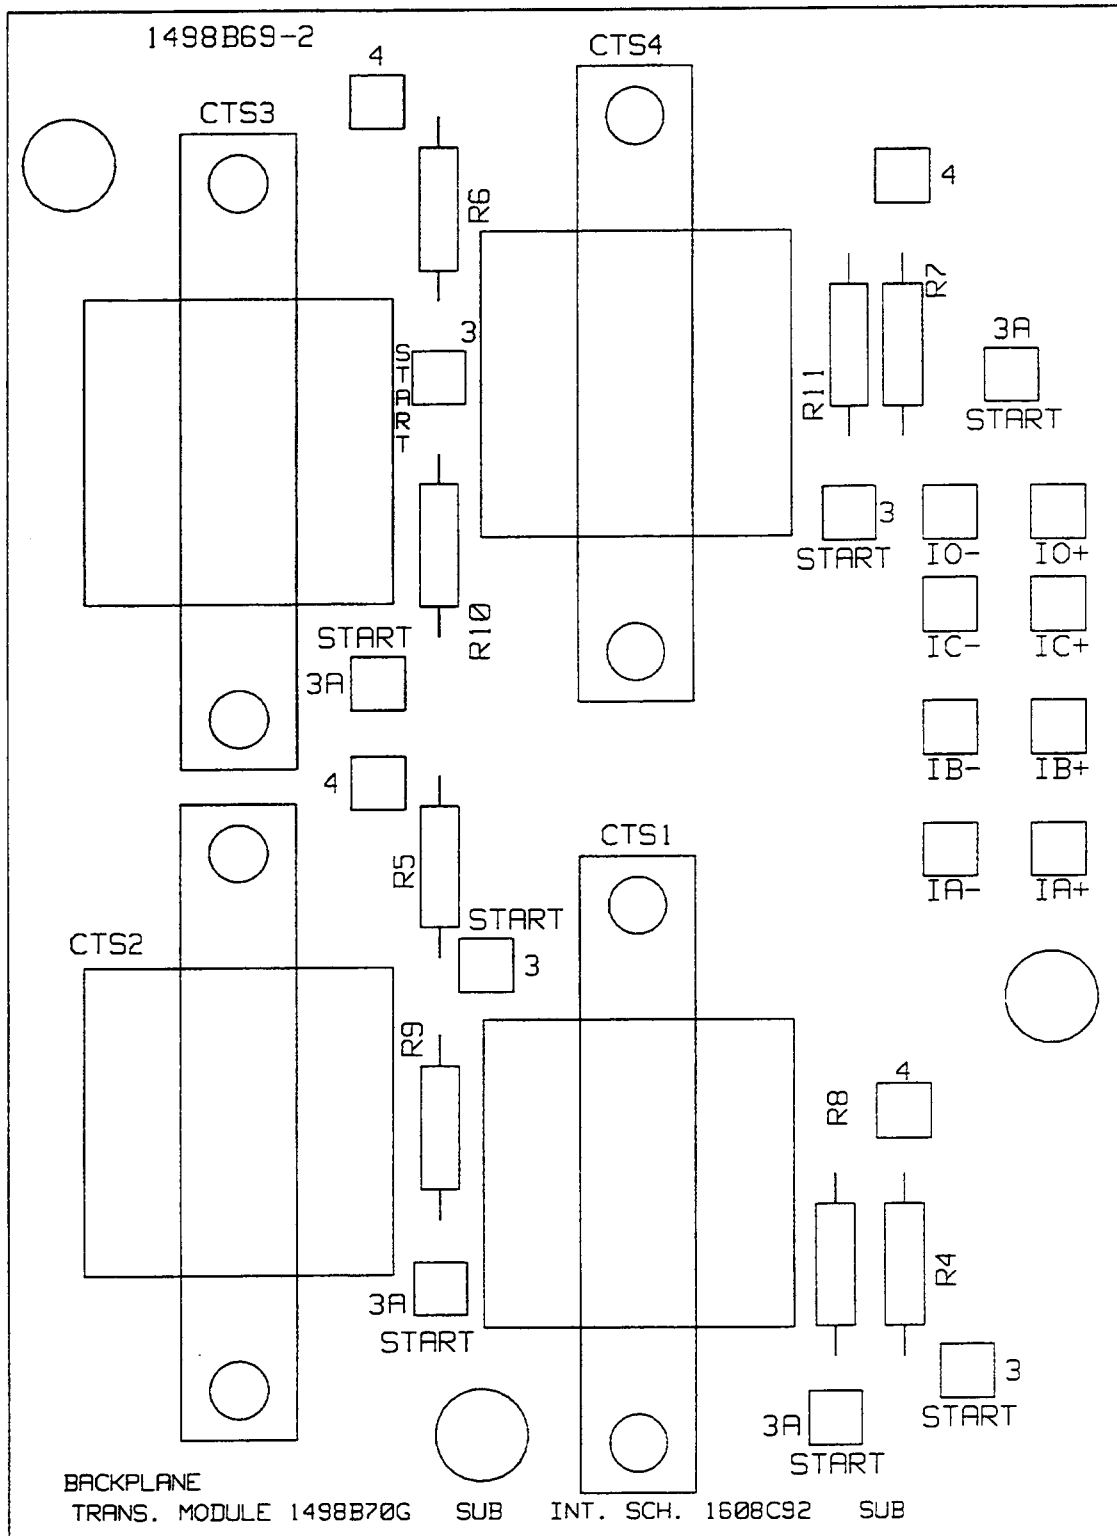 1498B69-2
CTS4
4
CTS3
4
R6
R7
3
3A
START
R11
START
3
START
IO-
IO+
R10
START
IC-
IC+
3A
IB-
IB+
4
CTS1
R5
IA-
IA+
START
CTS2
3
R9
4
R8
R4
3A
START
3
START
3A
START
BACKPLANE
TRANS. MODULE 1498B70G SUB INT. SCH. 1608C92 SUB